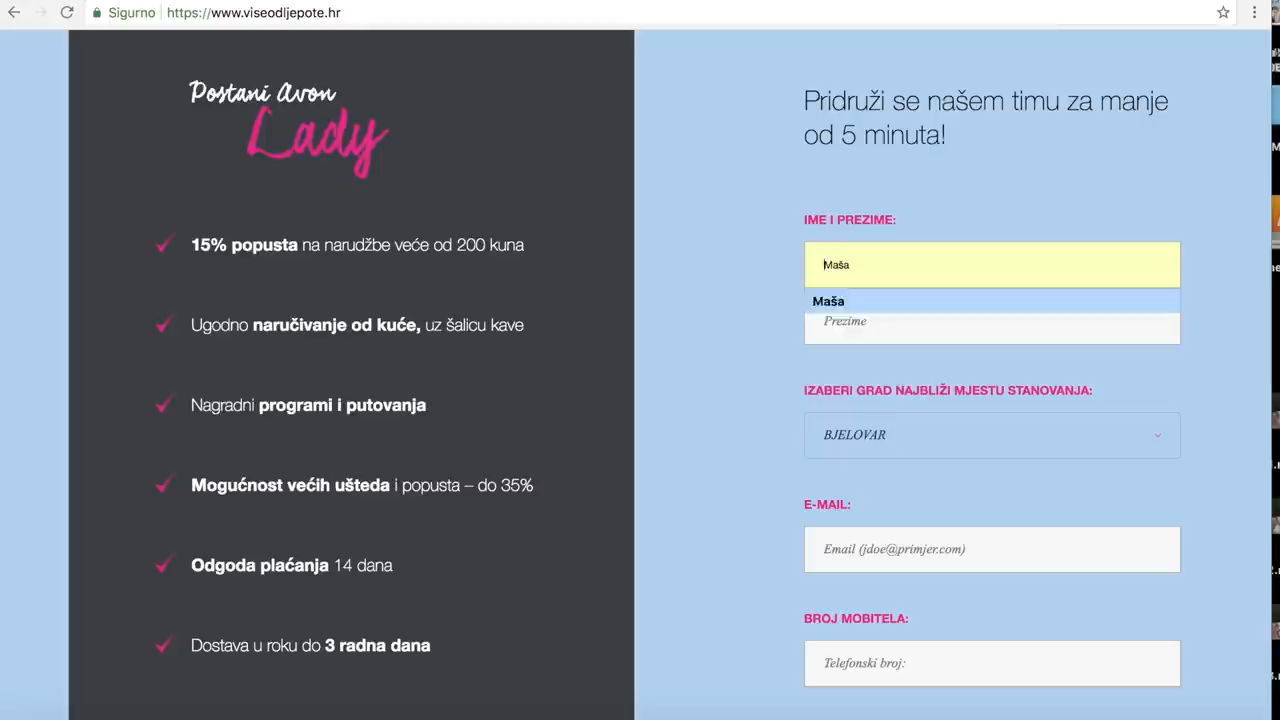 Sigurno https://www.viseodljepote.hr
Postani Avon
Lady
15% popusta na narudžbe veće od 200 kuna
Ugodno naručivanje od kuće, uz šalicu kave
Nagradni programi i putovanja
Mogućnost većih ušteda i popusta – do 35%
Odgoda plaćanja 14 dana
Dostava u roku do 3 radna dana
Pridruži se našem timu za manje
od 5 minuta!
IME I PREZIME:
Maša
Maša
Prezime
IZABERI GRAD NAJBLIŽI MJESTU STANOVANJA:
BJELOVAR
E-MAIL:
Email (jdoe@primjer.com)
BROJ MOBITELA:
Telefonski broj: